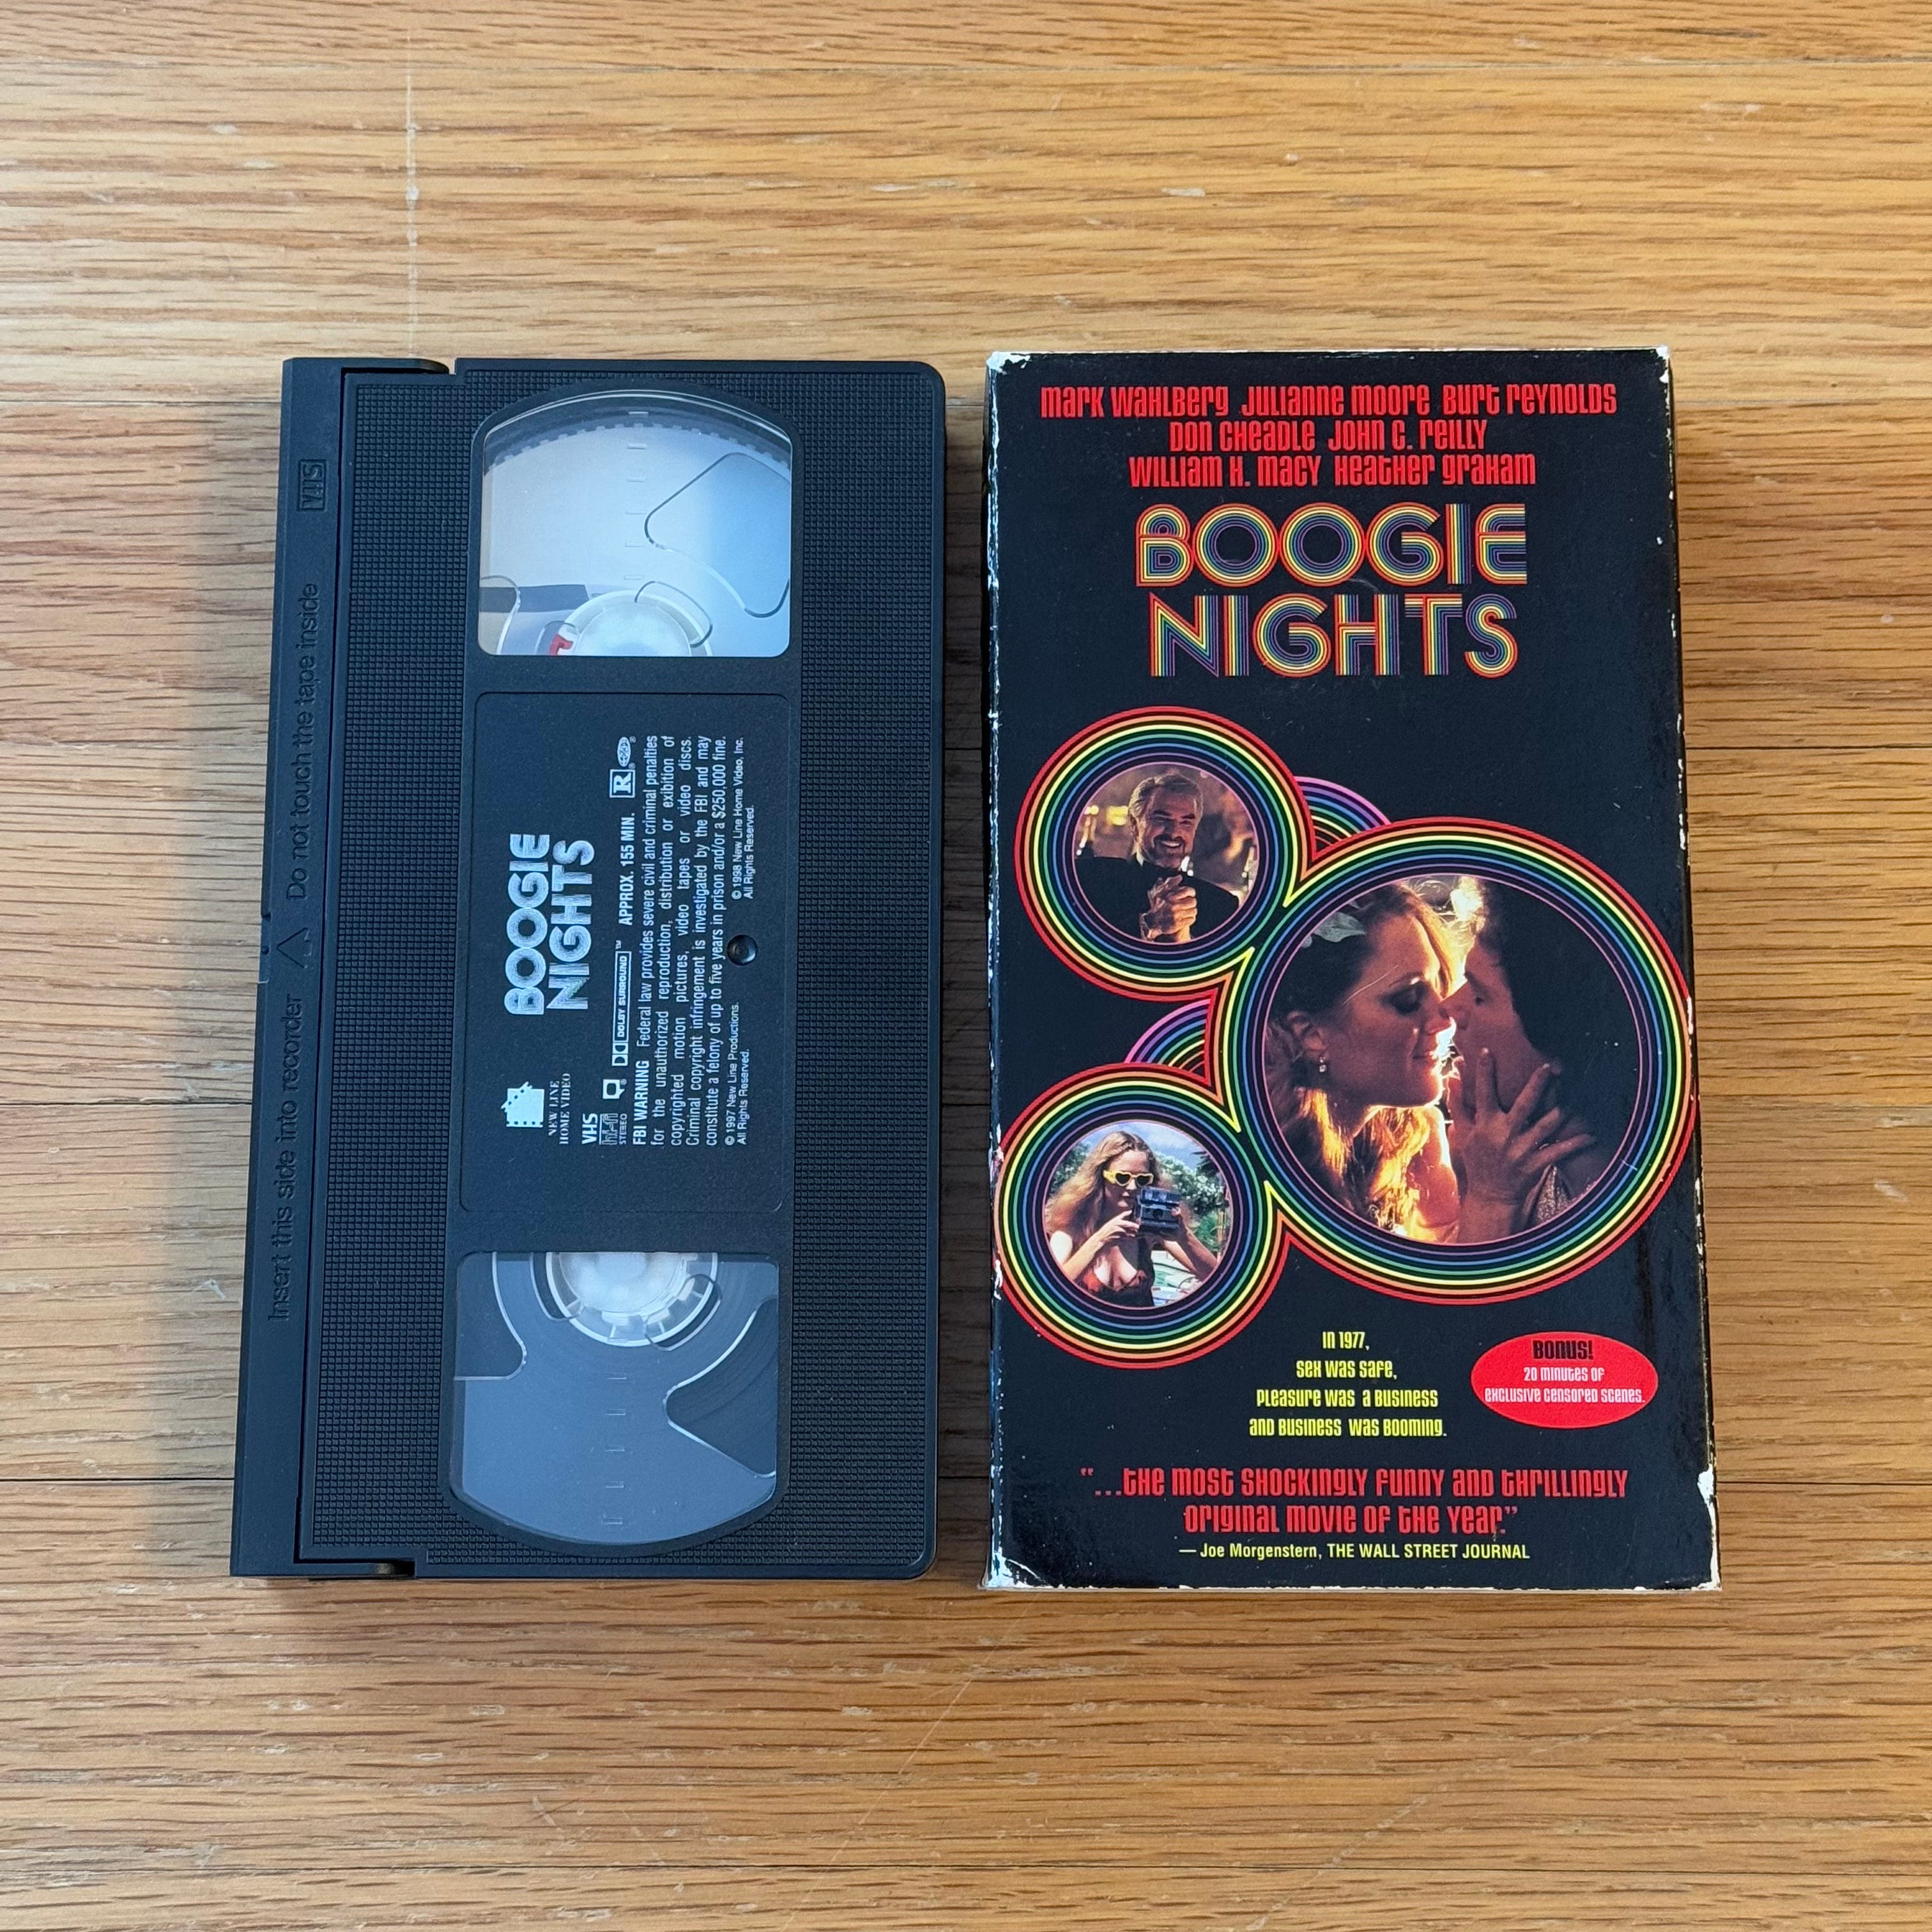 VHS
Do not touch the tape inside
Insert this side into recorder
BOOGIE
NIGHTS
NEW LINE
HOME VIDEO
VHS
hi-fi
STEREO
DOLBY SURROUND™
APPROX. 155 MIN.
R
FBI WARNING Federal law provides severe civil and criminal penalties
for the unauthorized reproduction, distribution or exibition of
copyrighted motion pictures, video tapes or video discs.
Criminal copyright infringement is investigated by the FBI and may
constitute a felony of up to five years in prison and/or a $250,000 fine.
© 1997 New Line Productions.
All Rights Reserved.
© 1998 New Line Home Video, Inc.
All Rights Reserved.
Mark Wahlberg Julianne Moore Burt Reynolds
Don Cheadle John C. Reilly
William H. Macy Heather Graham
BOOGIE
NIGHTS
In 1977,
sex was safe,
pleasure was a business
and business was booming.
BONUS!
20 minutes of
exclusive censored scenes.
"...the most shockingly funny and thrillingly
original movie of the year."
— Joe Morgenstern, THE WALL STREET JOURNAL